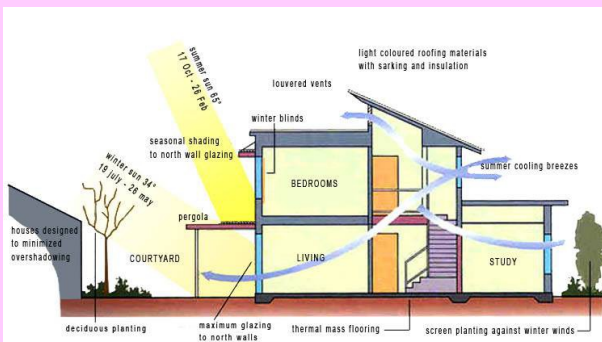 light coloured roofing materials
with sarking and insulation
louvered vents
summer sun 65°
17 Oct - 26 Feb
winter blinds
seasonal shading
to north wall glazing
winter sun 34°
19 july - 26 may
summer cooling breezes
BEDROOMS
pergola
houses designed
to minimized
overshadowing
COURTYARD
LIVING
STUDY
deciduous planting
maximum glazing
to north walls
thermal mass flooring
screen planting against winter winds